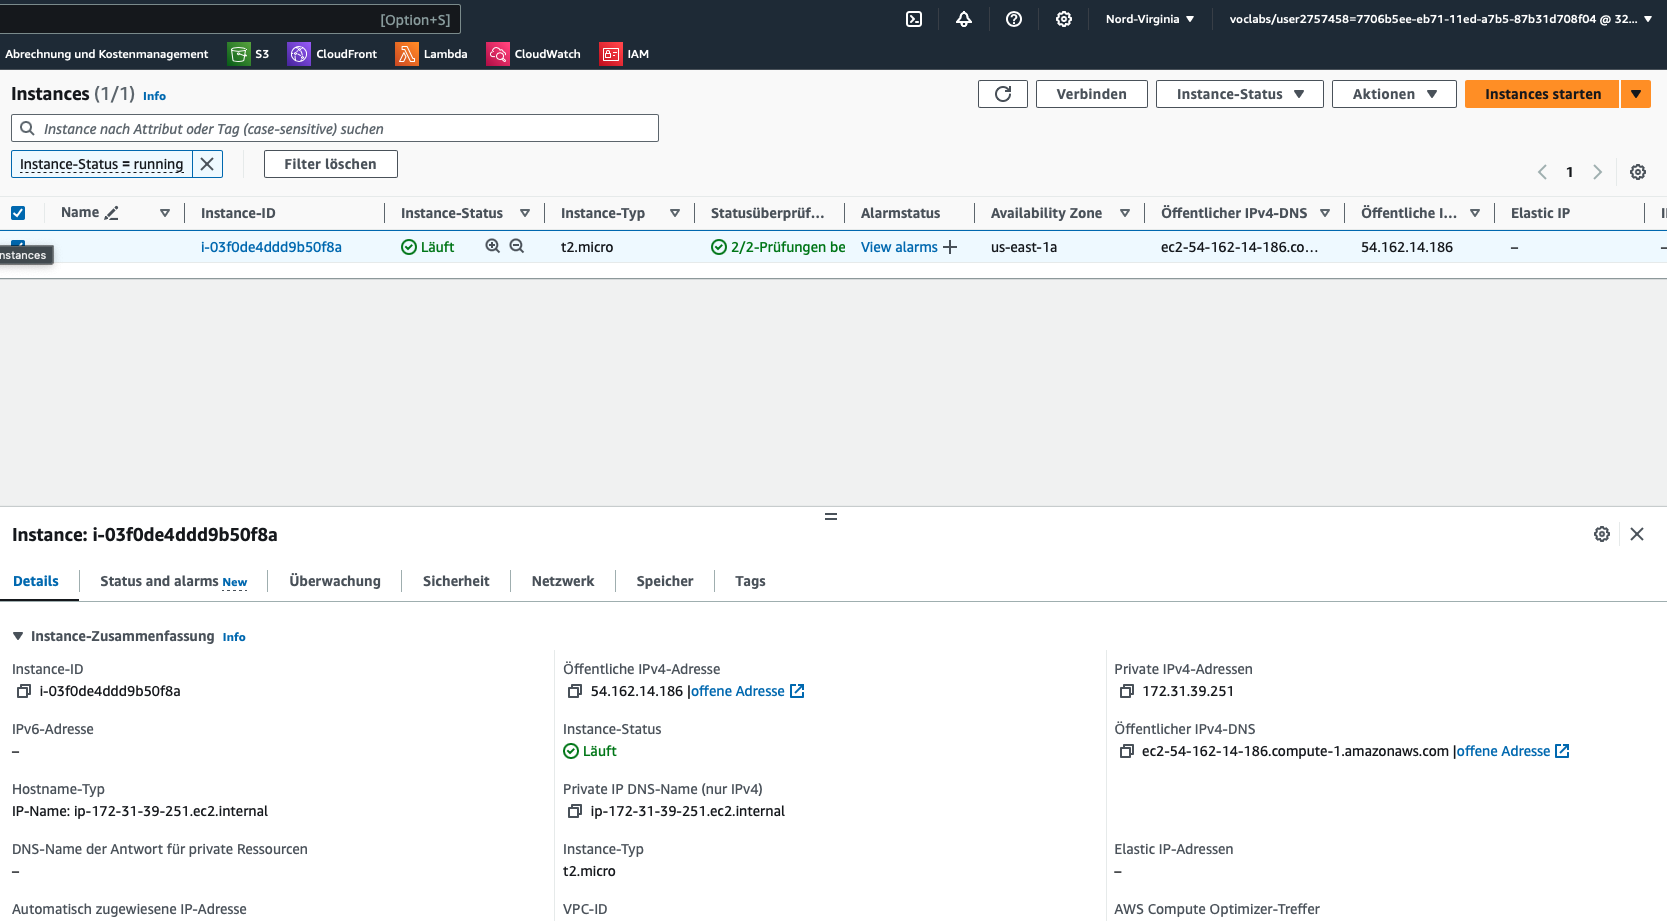 [Option+S]
Nord-Virginia
voclabs/user2757458=7706b5ee-eb71-11ed-a7b5-87b31d708f04 @ 32...
Abrechnung und Kostenmanagement S3 CloudFront Lambda CloudWatch IAM
Instances (1/1) Info
Verbinden Instance-Status Aktionen Instances starten
Instance nach Attribut oder Tag (case-sensitive) suchen
Instance-Status = running
Filter löschen
1
Name Instance-ID Instance-Status Instance-Typ Statusüberprüf... Alarmstatus Availability Zone Öffentlicher IPv4-DNS Öffentliche I... Elastic IP
i-03f0de4ddd9b50f8a Läuft t2.micro 2/2-Prüfungen be View alarms us-east-1a ec2-54-162-14-186.co... 54.162.14.186 –
nstances
Instance: i-03f0de4ddd9b50f8a
Details Status and alarms New Überwachung Sicherheit Netzwerk Speicher Tags
Instance-Zusammenfassung Info
Instance-ID
i-03f0de4ddd9b50f8a
Öffentliche IPv4-Adresse
54.162.14.186 |offene Adresse
Private IPv4-Adressen
172.31.39.251
IPv6-Adresse
–
Instance-Status
Läuft
Öffentlicher IPv4-DNS
ec2-54-162-14-186.compute-1.amazonaws.com |offene Adresse
Hostname-Typ
IP-Name: ip-172-31-39-251.ec2.internal
Private IP DNS-Name (nur IPv4)
ip-172-31-39-251.ec2.internal
DNS-Name der Antwort für private Ressourcen
–
Instance-Typ
t2.micro
Elastic IP-Adressen
–
Automatisch zugewiesene IP-Adresse
VPC-ID
AWS Compute Optimizer-Treffer